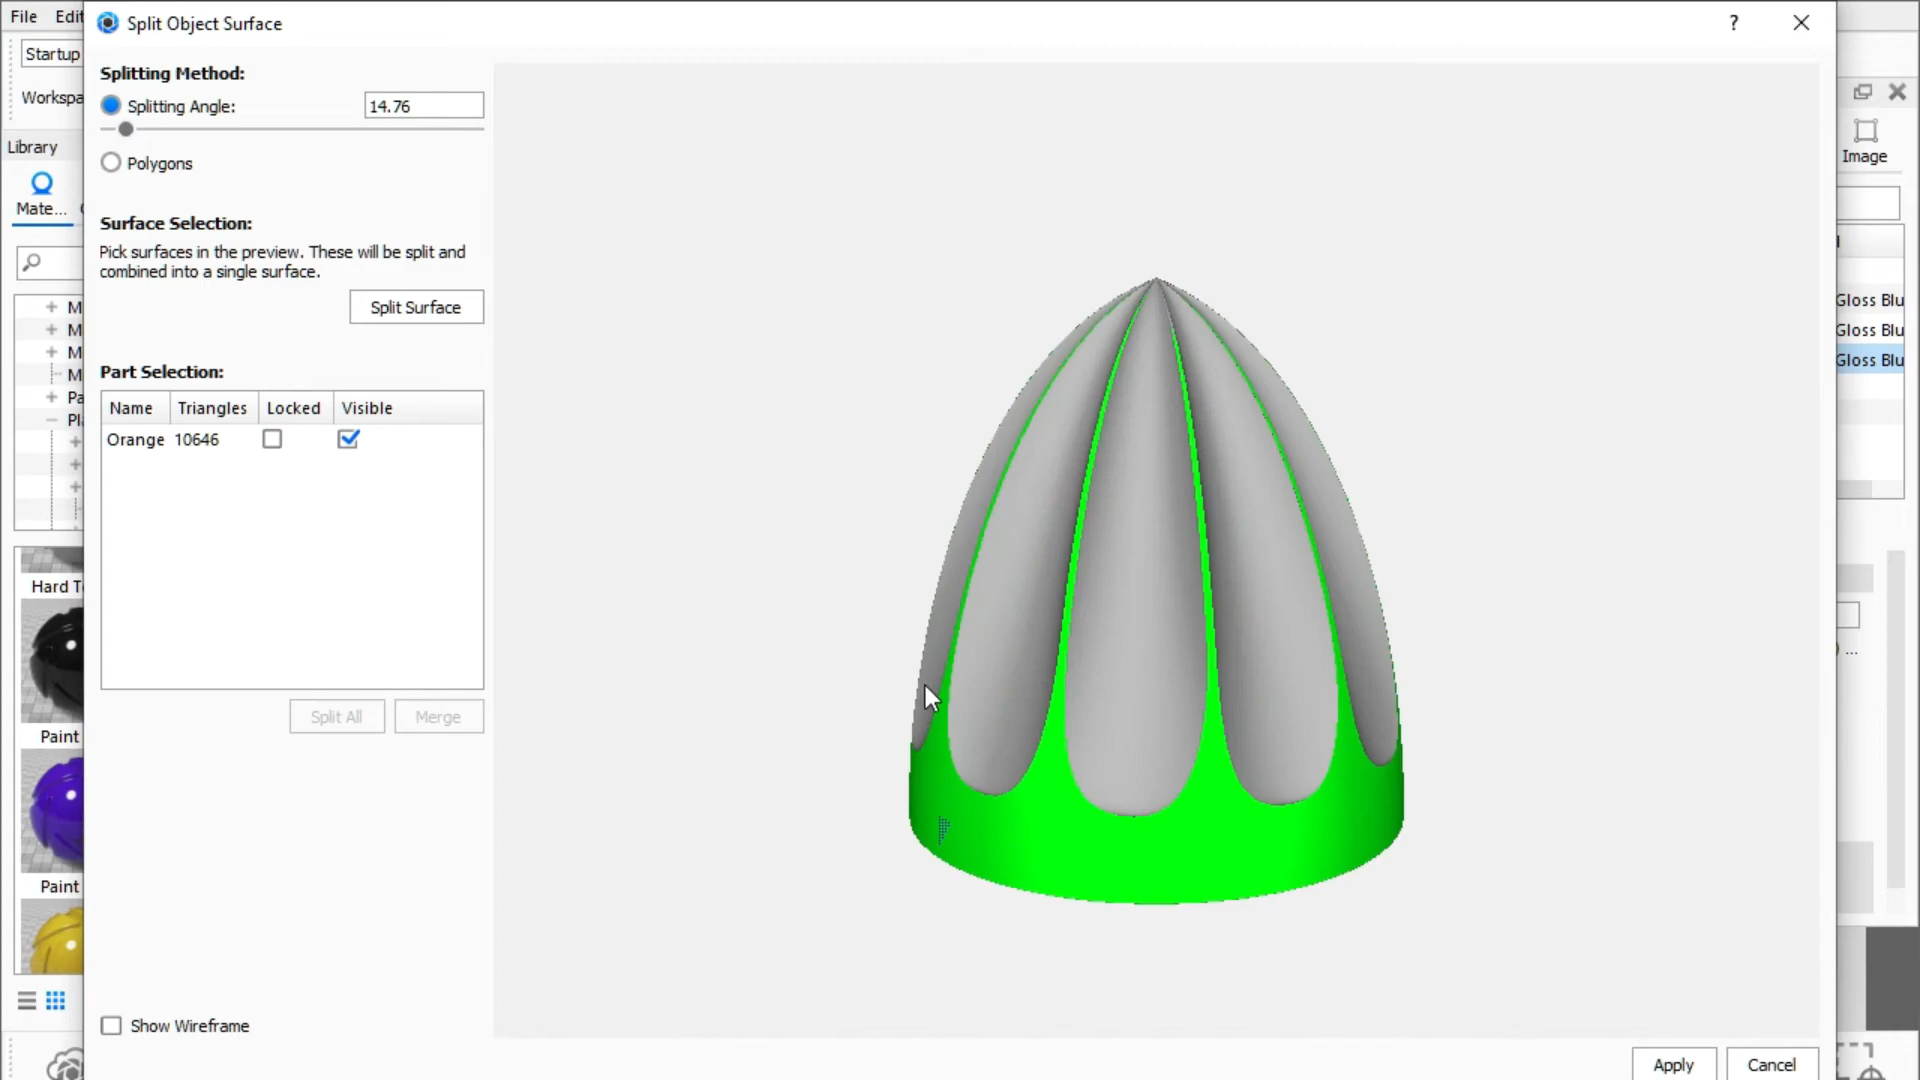 File Edit
Split Object Surface
?
Startup
Splitting Method:
Splitting Angle: 14.76
Workspa
Polygons
Library
Image
Mate...
Surface Selection:
Pick surfaces in the preview. These will be split and
combined into a single surface.
Split Surface
M
M
M
M
Pa
Pl
Gloss Blu
Gloss Blu
Gloss Blu
Part Selection:
Name Triangles Locked Visible
Orange 10646
Hard T
Split All Merge
Paint
Paint
Show Wireframe
Apply Cancel